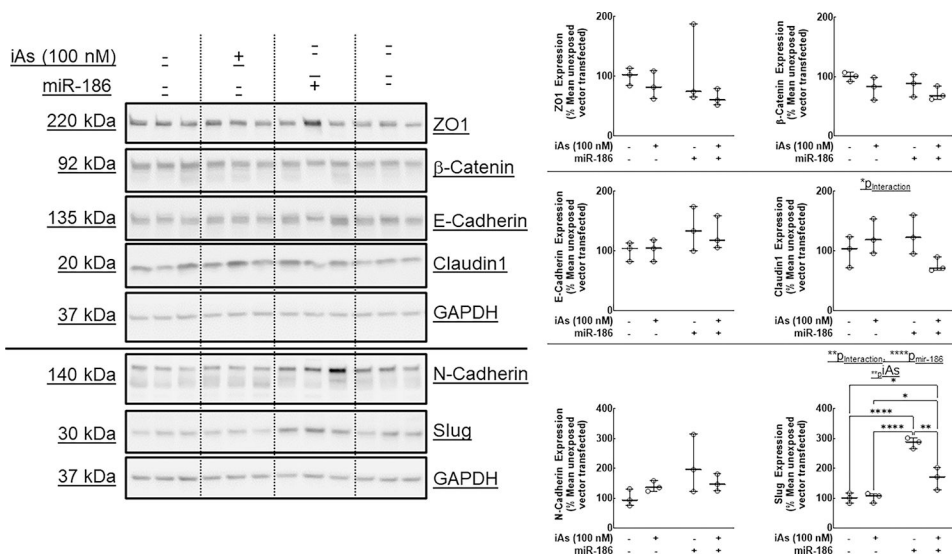 iAs (100 nM) - + - -
- - - -
miR-186 - - - -
- - + -
220 kDa ZO1
92 kDa β-Catenin
135 kDa E-Cadherin
20 kDa Claudin1
37 kDa GAPDH
140 kDa N-Cadherin
30 kDa Slug
37 kDa GAPDH
ZO1 Expression
(% Mean unexposed
vector transfected)
200
100
0
iAs (100 nM) - + - +
miR-186 - - + +
β-Catenin Expression
(% Mean unexposed
vector transfected)
200
100
0
iAs (100 nM) - + - +
miR-186 - - + +
E-Cadherin Expression
(% Mean unexposed
vector transfected)
200
100
0
iAs (100 nM) - + - +
miR-186 - - + +
*pInteraction
Claudin1 Expression
(% Mean unexposed
vector transfected)
200
100
0
iAs (100 nM) - + - +
miR-186 - - + +
N-Cadherin Expression
(% Mean unexposed
vector transfected)
400
300
200
100
0
iAs (100 nM) - + - +
miR-186 - - + +
**pInteraction, ****pmir-186
**piAs
*
*
****
**** **
Slug Expression
(% Mean unexposed
vector transfected)
400
300
200
100
0
iAs (100 nM) - + - +
miR-186 - - + +